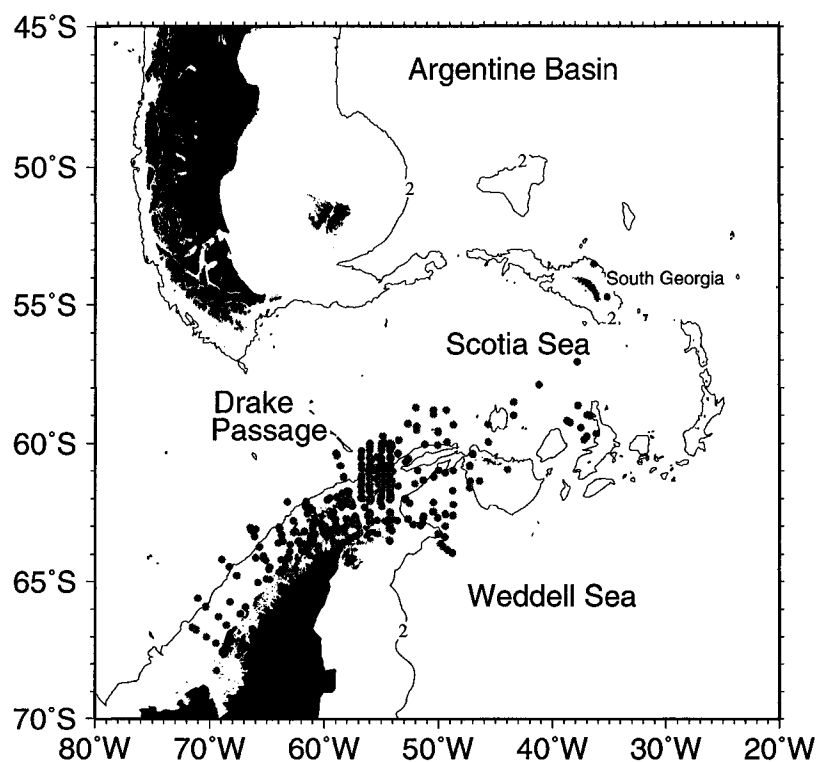 45°S
Argentine Basin
2
50°S
2
South Georgia
55°S
2
Scotia Sea
Drake
Passage
60°S
65°S
Weddell Sea
2
70°S
80°W 70°W 60°W 50°W 40°W 30°W 20°W